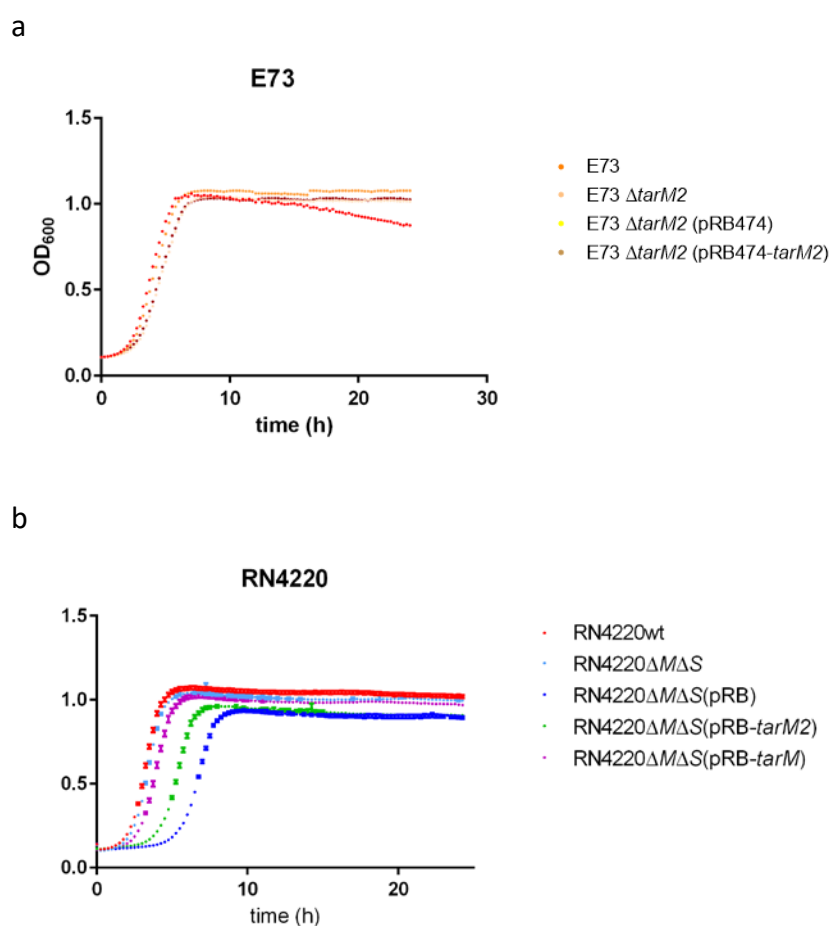 a
E73
1.5
1.0
0.5
0.0
OD600
0
10
20
30
time (h)
E73
E73 ΔtarM2
E73 ΔtarM2 (pRB474)
E73 ΔtarM2 (pRB474-tarM2)
b
RN4220
1.5
1.0
0.5
0.0
0
10
20
time (h)
RN4220wt
RN4220ΔMΔS
RN4220ΔMΔS(pRB)
RN4220ΔMΔS(pRB-tarM2)
RN4220ΔMΔS(pRB-tarM)